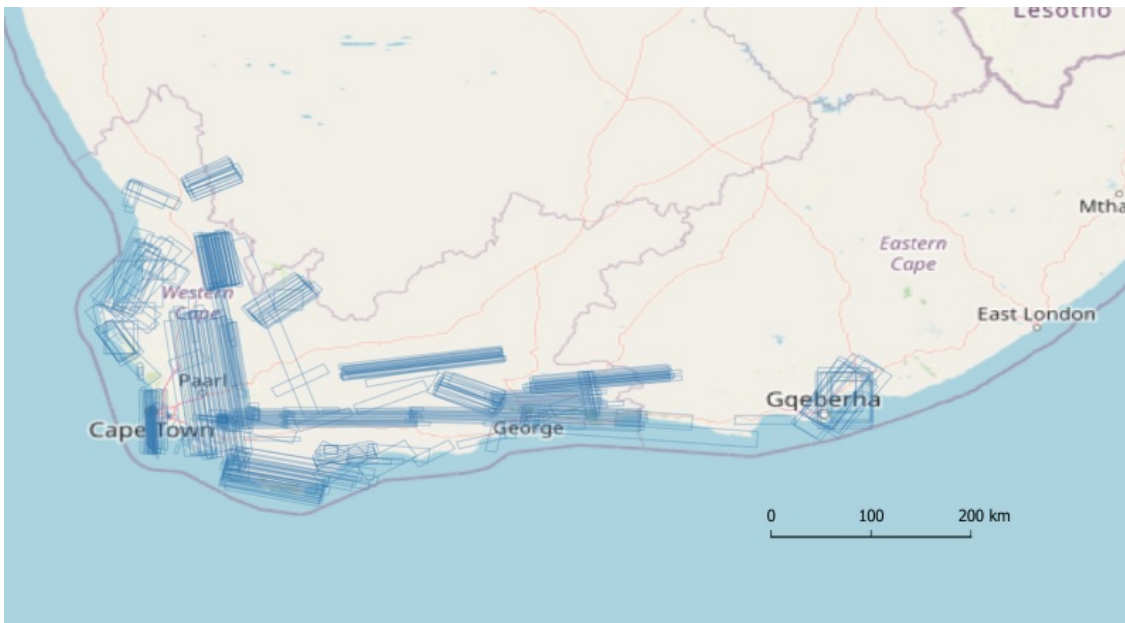 Lesotho
Mtha
Eastern
Cape
East London
Western
Cape
Paarl
Gqeberha
Cape Town
George
0 100 200 km